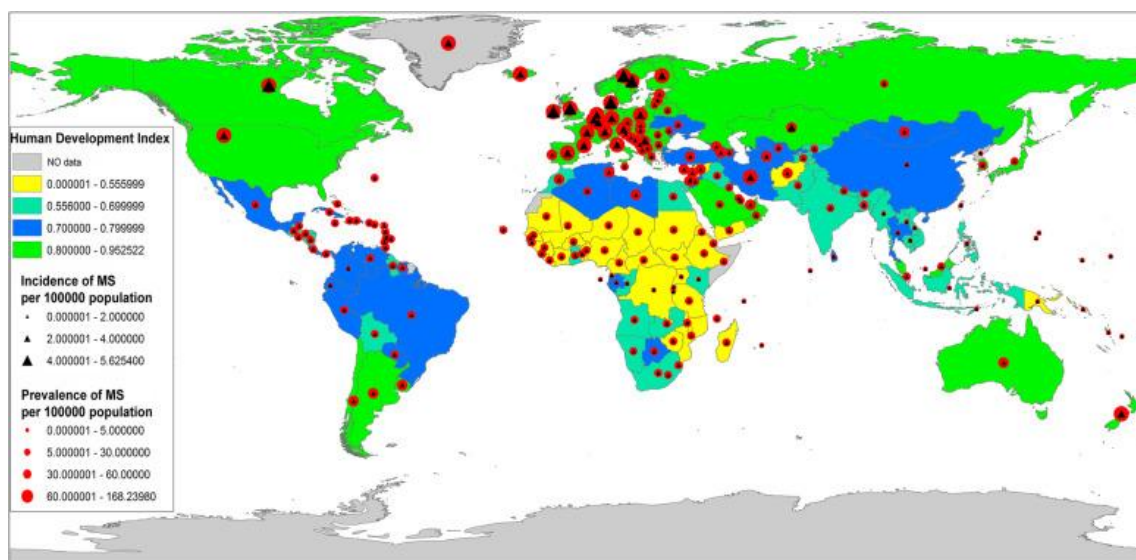 Human Development Index
NO data
0.000001 - 0.555999
0.556000 - 0.699999
0.700000 - 0.799999
0.800000 - 0.952522
Incidence of MS
per 100000 population
0.000001 - 2.000000
2.000001 - 4.000000
4.000001 - 5.625400
Prevalence of MS
per 100000 population
0.000001 - 5.000000
5.000001 - 30.000000
30.000001 - 60.00000
60.000001 - 168.23980